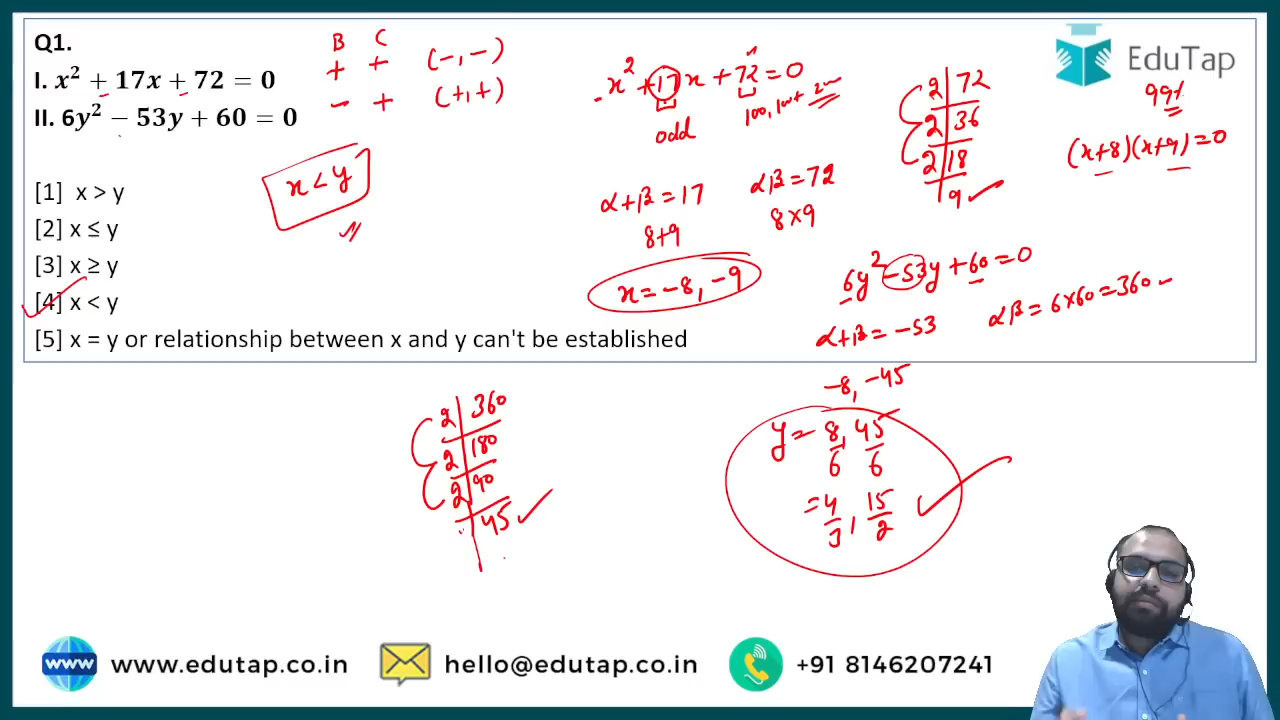 Q1.
I. x² + 17x + 72 = 0
II. 6y² − 53y + 60 = 0
[1] x > y
[2] x ≤ y
[3] x ≥ y
[4] x < y
[5] x = y or relationship between x and y can't be established
B C
+ + (-, -)
- + (+, +)
x < y
x² + 17x + 72 = 0
odd
α+β = 17
αβ = 72
8+9
8×9
x = -8, -9
2 | 72
2 | 36
2 | 18
9
EduTap
99%
(x+8)(x+9) = 0
6y² - 53y + 60 = 0
α+β = -53
αβ = 6×60 = 360
-8, -45
y = 8/6, 45/6
= 4/3, 15/2
2 | 360
2 | 180
2 | 90
45
www
www.edutap.co.in
hello@edutap.co.in
+91 8146207241